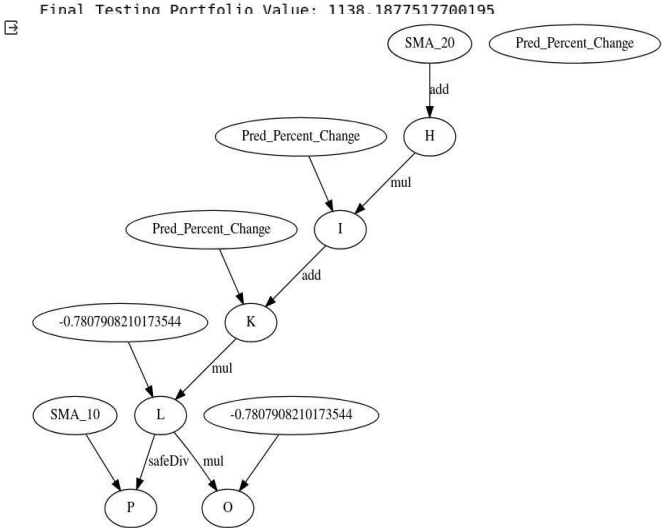 Final Testing Portfolio Value: 1138.1877517700195
SMA_20
Pred_Percent_Change
add
Pred_Percent_Change
H
mul
Pred_Percent_Change
I
add
-0.7807908210173544
K
mul
SMA_10
L
-0.7807908210173544
safeDiv
mul
P
O